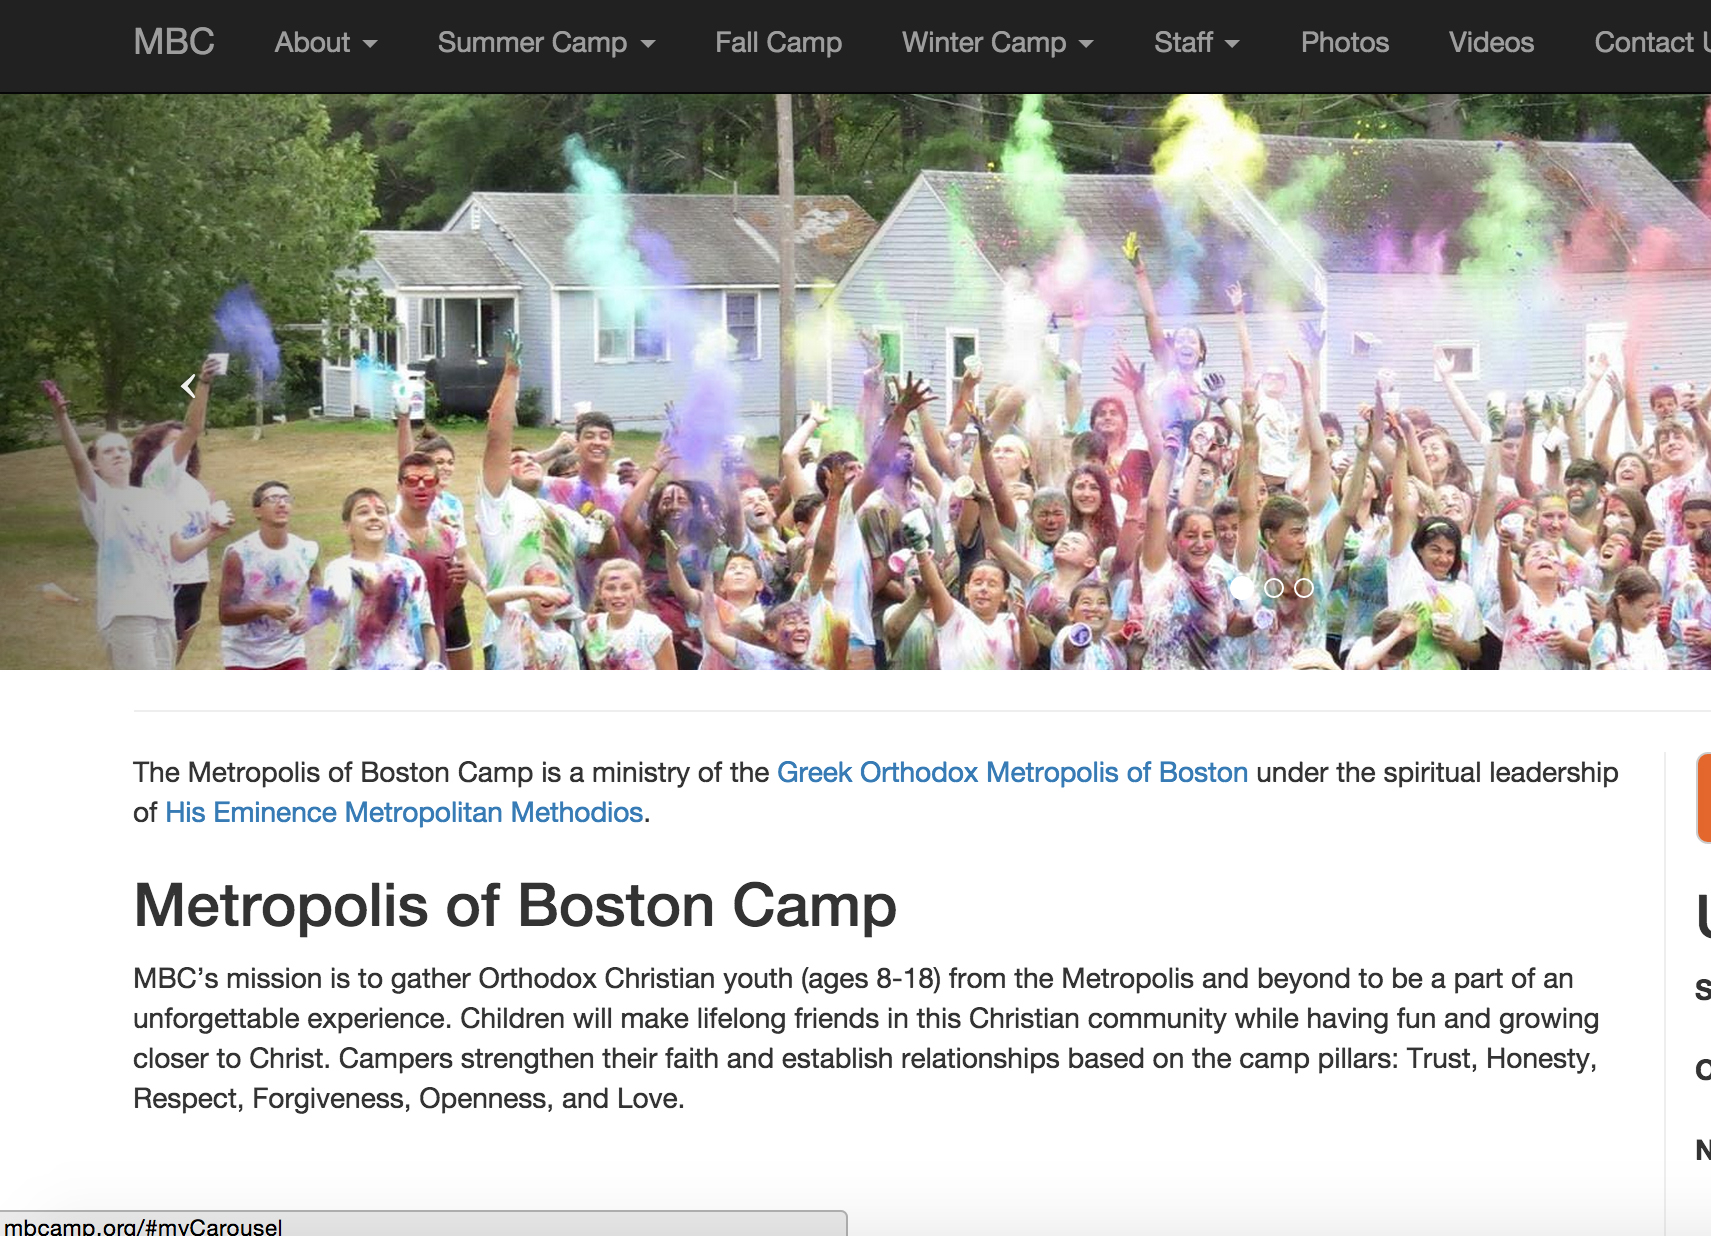 MBC About Summer Camp Fall Camp Winter Camp Staff Photos Videos Contact U
The Metropolis of Boston Camp is a ministry of the Greek Orthodox Metropolis of Boston under the spiritual leadership
of His Eminence Metropolitan Methodios.
Metropolis of Boston Camp
MBC’s mission is to gather Orthodox Christian youth (ages 8-18) from the Metropolis and beyond to be a part of an
unforgettable experience. Children will make lifelong friends in this Christian community while having fun and growing
closer to Christ. Campers strengthen their faith and establish relationships based on the camp pillars: Trust, Honesty,
Respect, Forgiveness, Openness, and Love.
U
S
C
N
mbcamp.org/#myCarousel